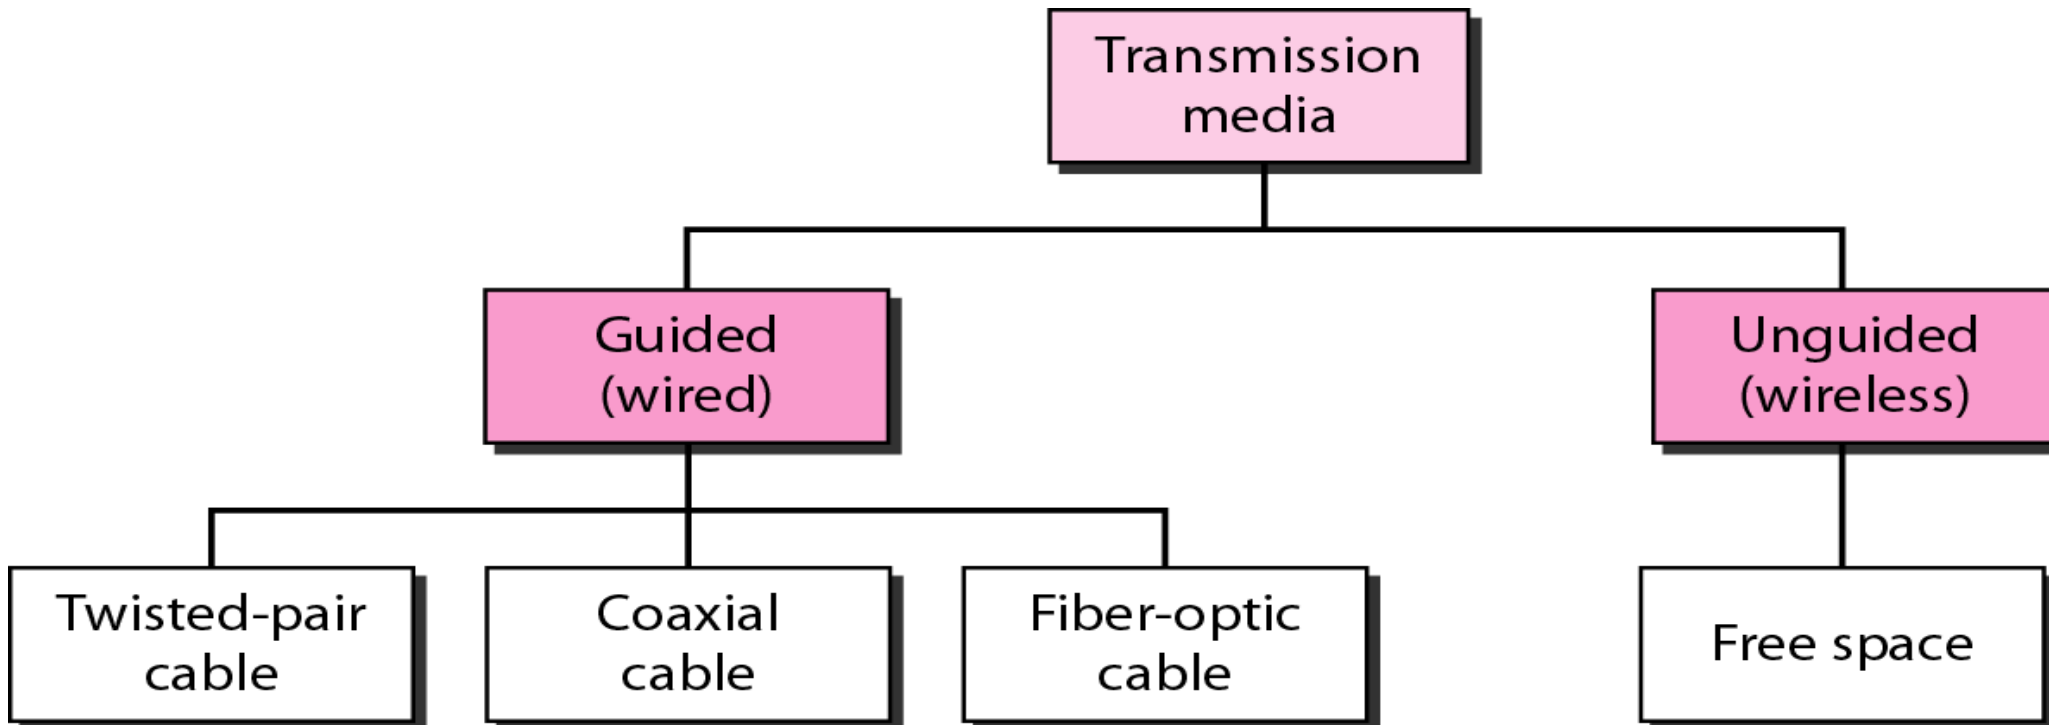 Transmission
media
Guided
(wired)
Unguided
(wireless)
Twisted-pair
cable
Coaxial
cable
Fiber-optic
cable
Free space